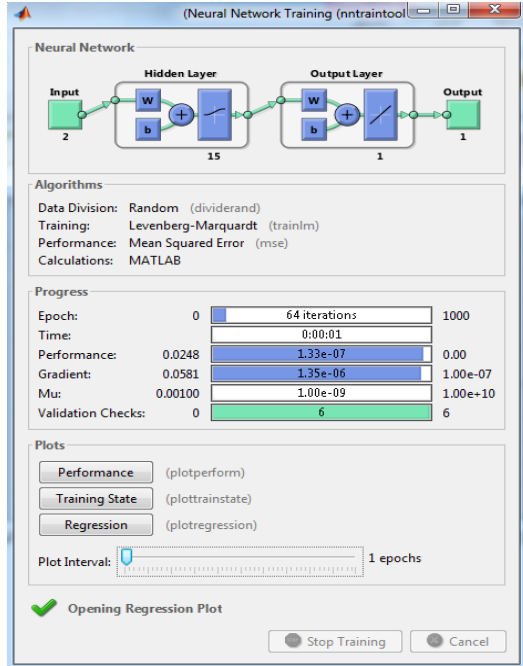 (Neural Network Training (nntraintool
Neural Network
Hidden Layer
Output Layer
Input
Output
W
b
+
W
b
+
2
15
1
1
Algorithms
Data Division: Random (dividerand)
Training: Levenberg-Marquardt (trainlm)
Performance: Mean Squared Error (mse)
Calculations: MATLAB
Progress
Epoch: 0 64 iterations 1000
Time: 0:00:01
Performance: 0.0248 1.33e-07 0.00
Gradient: 0.0581 1.35e-06 1.00e-07
Mu: 0.00100 1.00e-09 1.00e+10
Validation Checks: 0 6 6
Plots
Performance (plotperform)
Training State (plottrainstate)
Regression (plotregression)
Plot Interval: 1 epochs
Opening Regression Plot
Stop Training Cancel